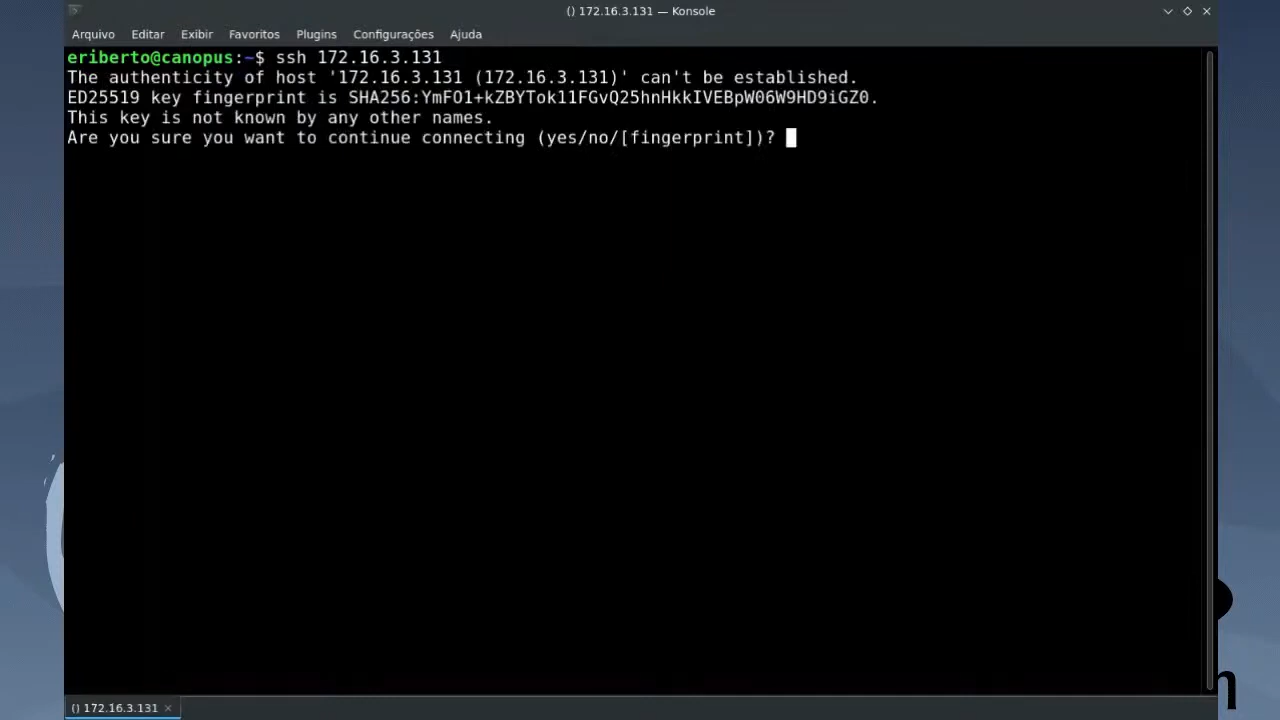 () 172.16.3.131 — Konsole
Arquivo Editar Exibir Favoritos Plugins Configurações Ajuda
eriberto@canopus:~$ ssh 172.16.3.131
The authenticity of host '172.16.3.131 (172.16.3.131)' can't be established.
ED25519 key fingerprint is SHA256:YmFO1+kZBYTok11FGvQ25hnHkkIVEBpW06W9HD9iGZ0.
This key is not known by any other names.
Are you sure you want to continue connecting (yes/no/[fingerprint])?
() 172.16.3.131